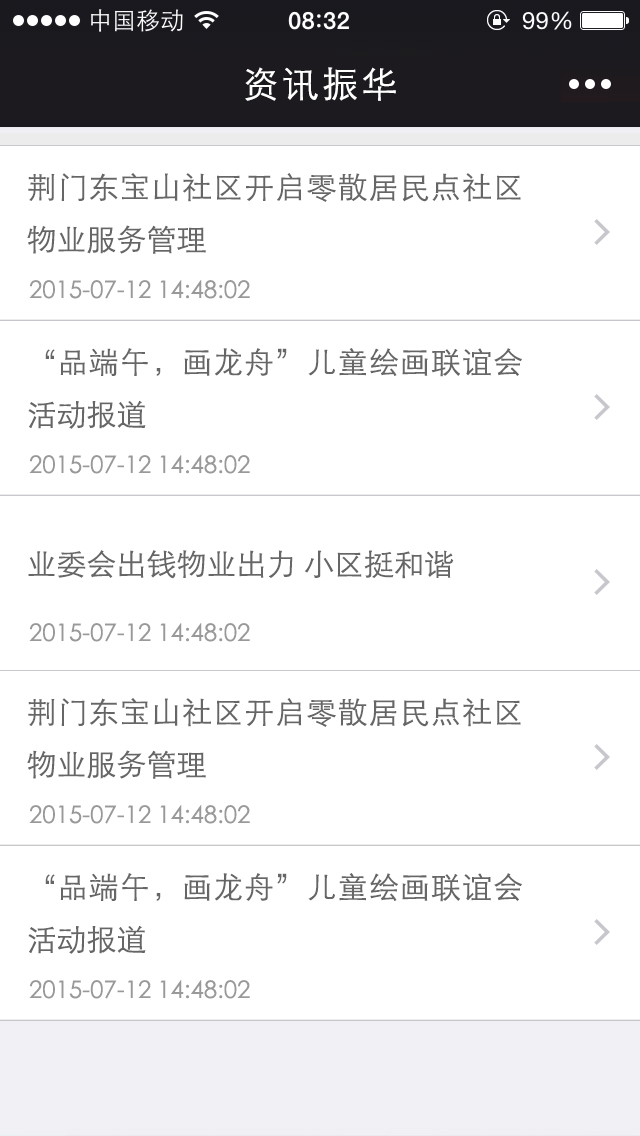 中国移动 08:32 99%
资讯振华
荆门东宝山社区开启零散居民点社区
物业服务管理
2015-07-12 14:48:02
“品端午，画龙舟”儿童绘画联谊会
活动报道
2015-07-12 14:48:02
业委会出钱物业出力 小区挺和谐
2015-07-12 14:48:02
荆门东宝山社区开启零散居民点社区
物业服务管理
2015-07-12 14:48:02
“品端午，画龙舟”儿童绘画联谊会
活动报道
2015-07-12 14:48:02